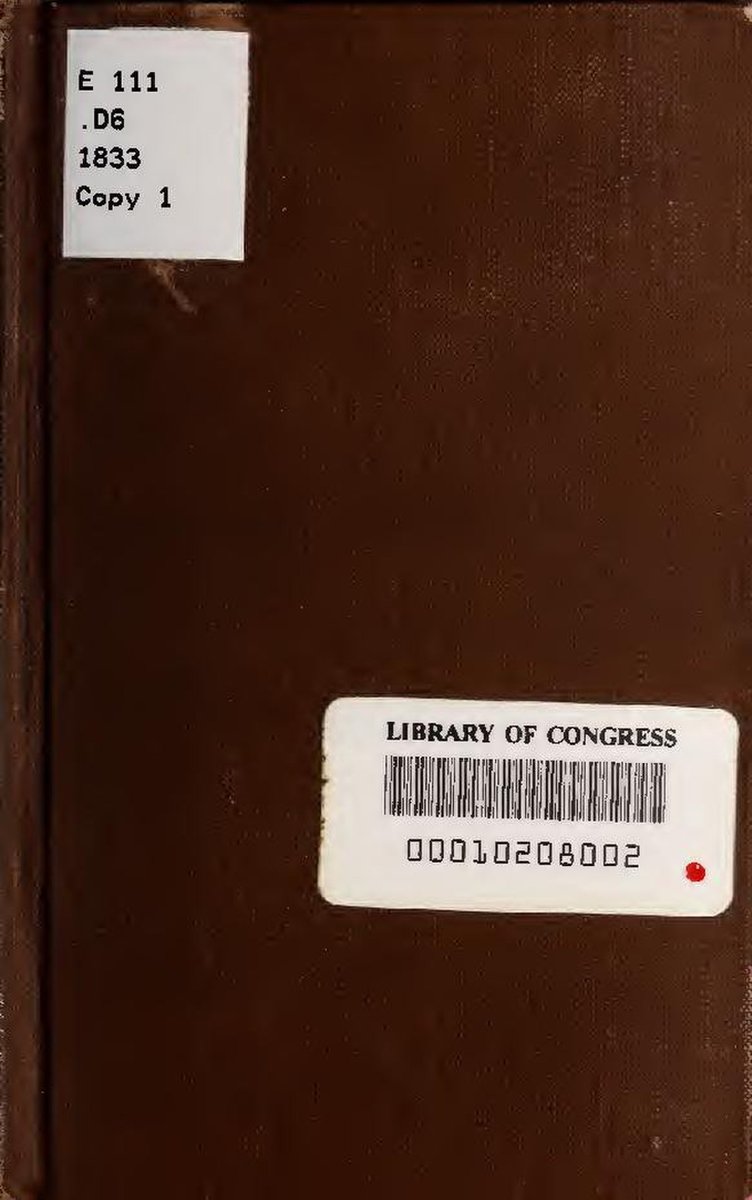 E 111
.D6
1833
Copy 1
LIBRARY OF CONGRESS
00010208002